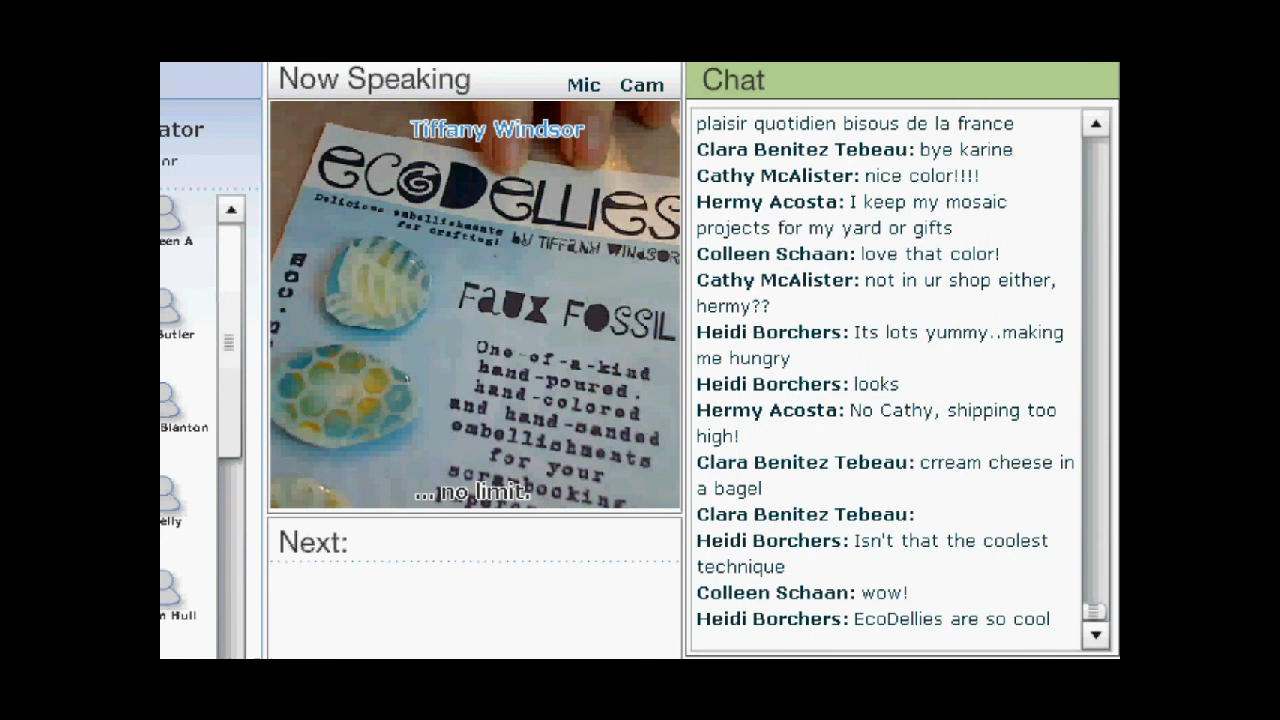 ator
or
een A
Butler
Blanton
elly
n Hull
Now Speaking Mic Cam
Tiffany Windsor
ecoDellies
Delicious embellishments
for crafting! by TIFFANY WINDSOR
FAUX FOSSIL
One-of-a-kind
hand-poured,
hand-colored
and hand-sanded
embellishments
for your
scrapbooking
... no limit.
Next:
Chat
plaisir quotidien bisous de la france
Clara Benitez Tebeau: bye karine
Cathy McAlister: nice color!!!!
Hermy Acosta: I keep my mosaic
projects for my yard or gifts
Colleen Schaan: love that color!
Cathy McAlister: not in ur shop either,
hermy??
Heidi Borchers: Its lots yummy..making
me hungry
Heidi Borchers: looks
Hermy Acosta: No Cathy, shipping too
high!
Clara Benitez Tebeau: crream cheese in
a bagel
Clara Benitez Tebeau:
Heidi Borchers: Isn't that the coolest
technique
Colleen Schaan: wow!
Heidi Borchers: EcoDellies are so cool